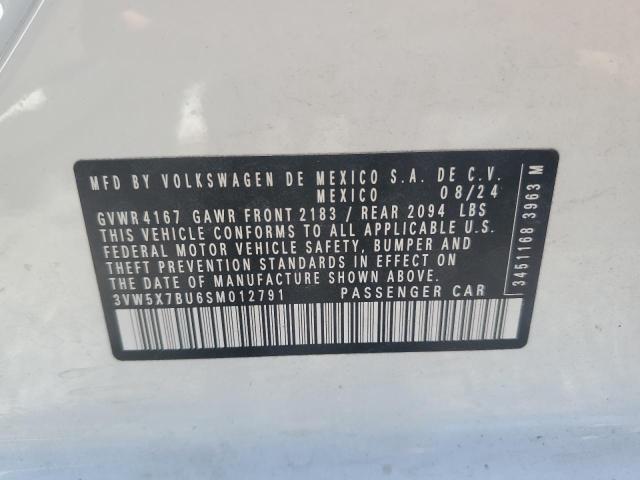 MFD BY VOLKSWAGEN DE MEXICO S.A. DE C.V.
MEXICO 08/24
GVWR 4167 GAWR FRONT 2183 / REAR 2094 LBS
THIS VEHICLE CONFORMS TO ALL APPLICABLE U.S.
FEDERAL MOTOR VEHICLE SAFETY, BUMPER AND
THEFT PREVENTION STANDARDS IN EFFECT ON
THE DATE OF MANUFACTURE SHOWN ABOVE.
3VW5X7BU6SM012791 PASSENGER CAR
3451168 3963 M